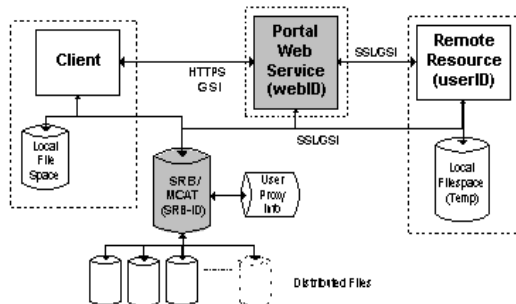 Client
Portal
Web
Service
(webID)
Remote
Resource
(userID)
HTTPS
GSI
SSL/GSI
SSL/GSI
Local
File
Space
SRB/
MCAT
(SRB-ID)
User
Proxy
Info
Local
Filespace
(Temp)
Distributed Files